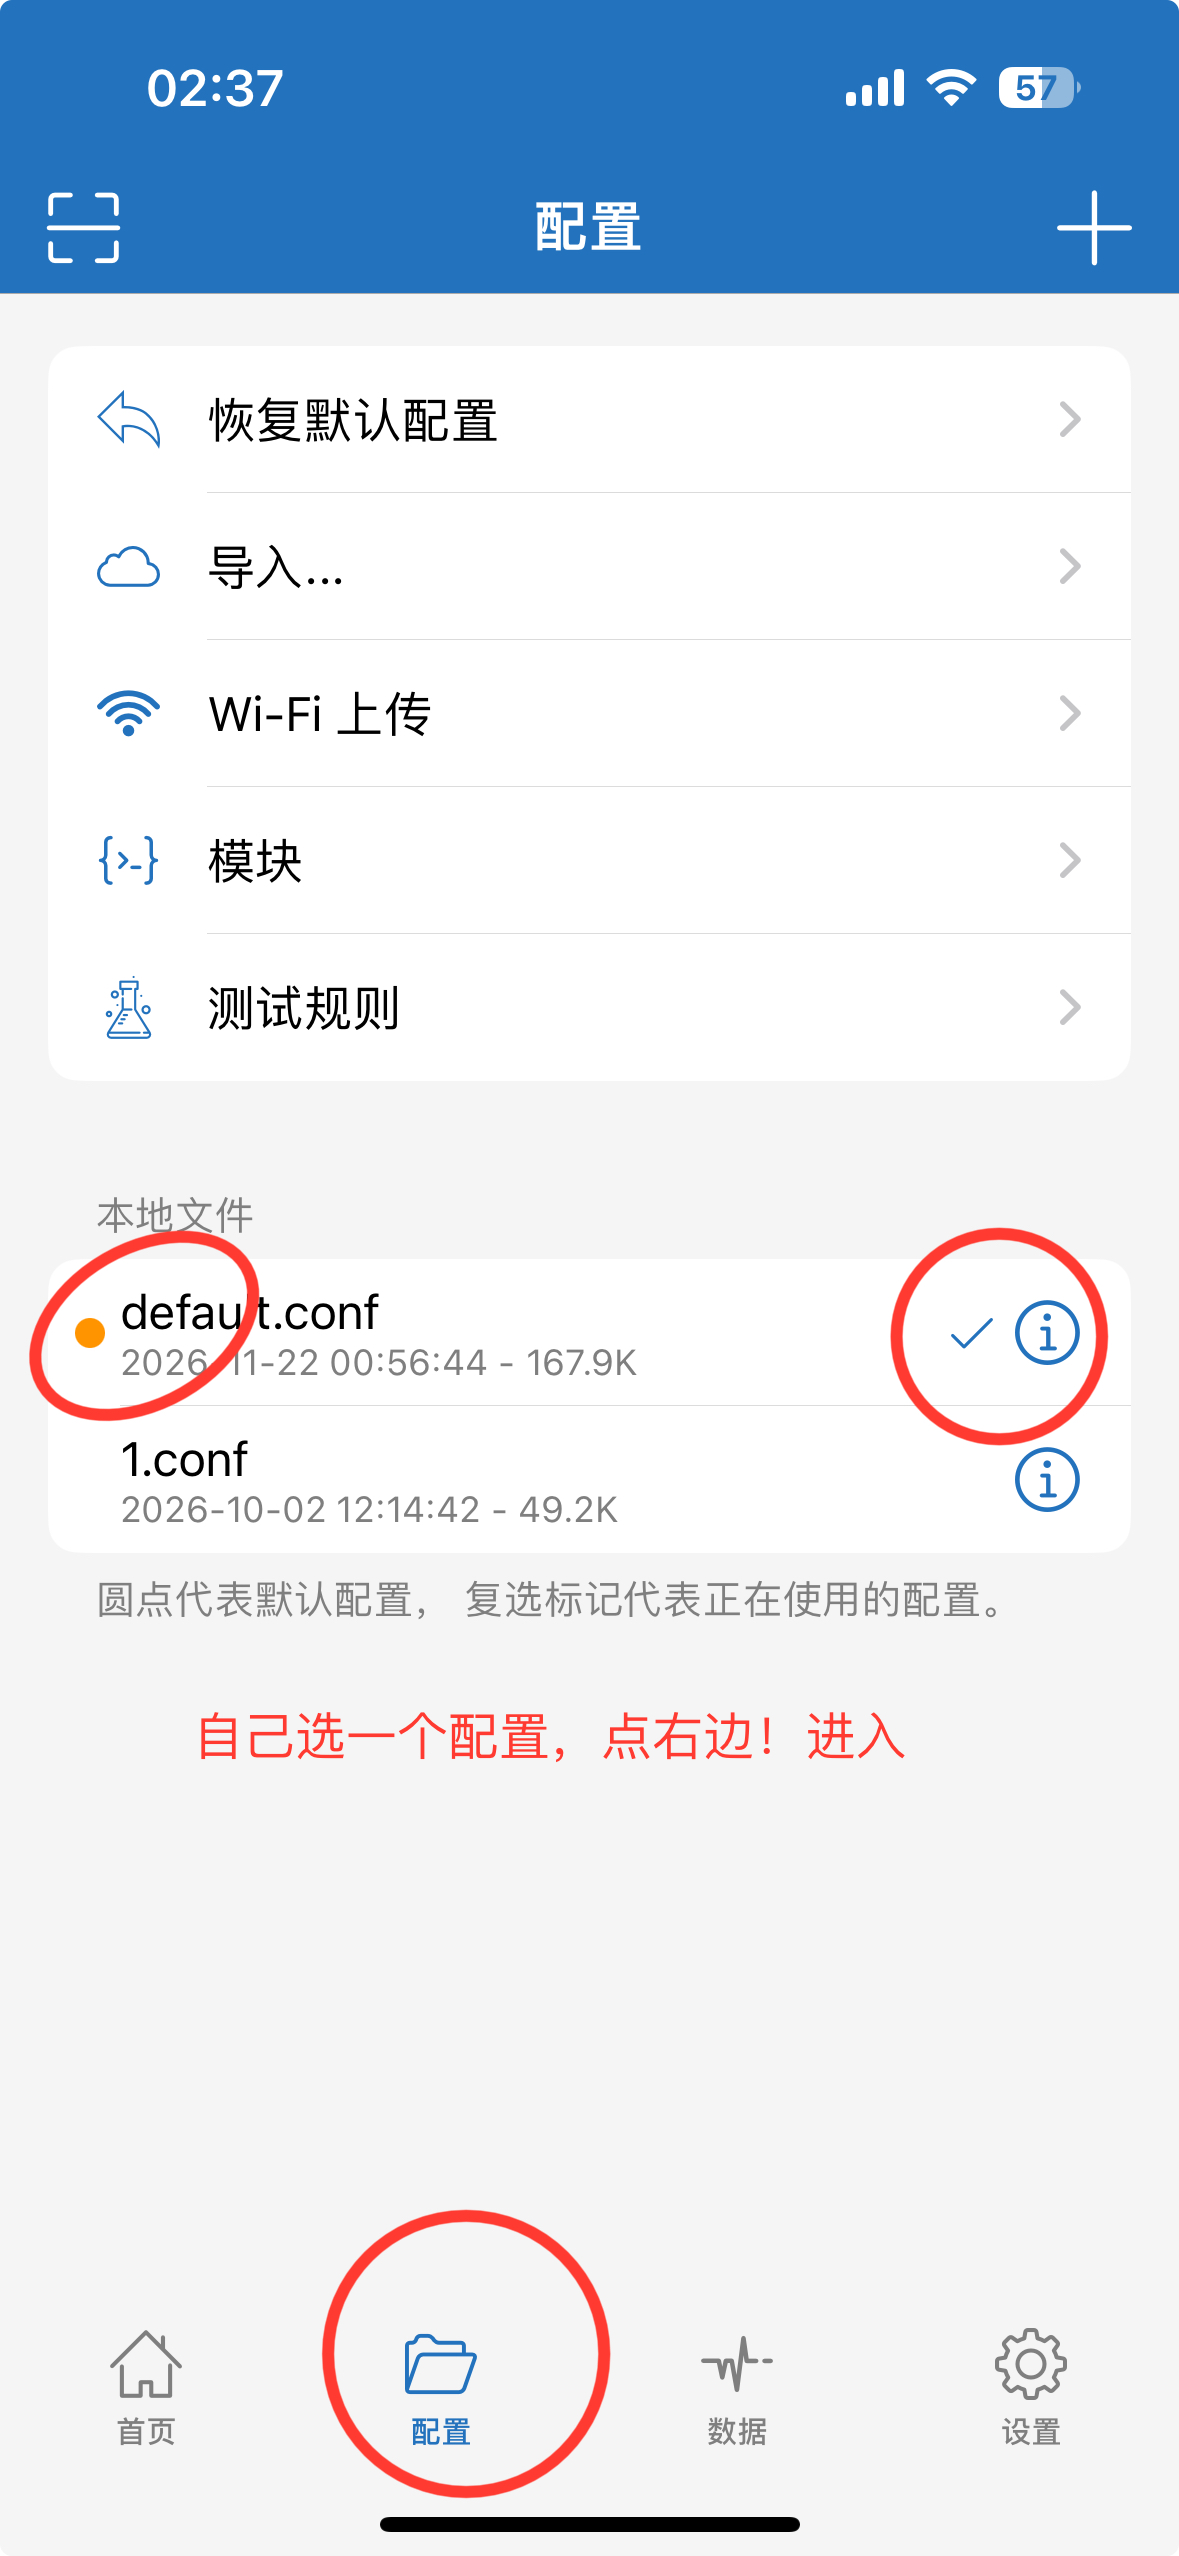 02:37
57
配置
恢复默认配置
导入...
Wi-Fi 上传
模块
测试规则
本地文件
default.conf
2026-11-22 00:56:44 - 167.9K
1.conf
2026-10-02 12:14:42 - 49.2K
圆点代表默认配置， 复选标记代表正在使用的配置。
自己选一个配置，点右边！进入
首页
配置
数据
设置